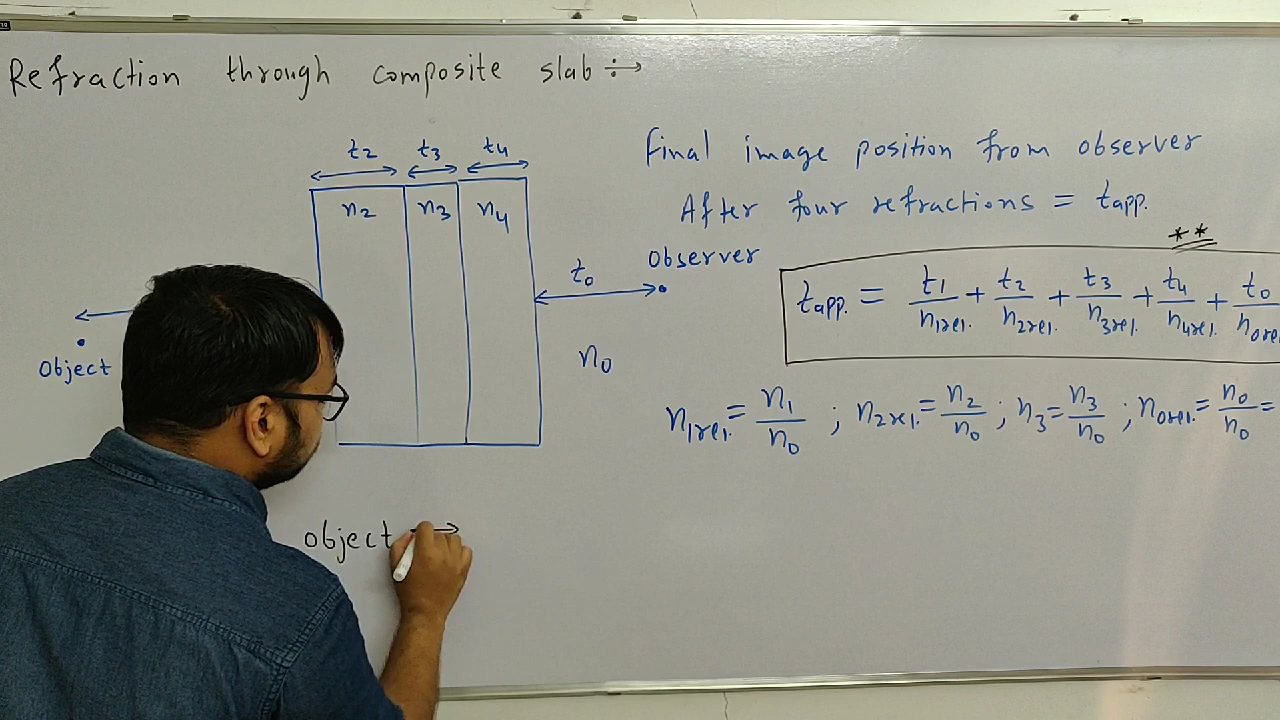 Refraction through composite slab ÷→
t2 t3 t4
n2 n3 n4
t0
n0
observer
object
Final image position from observer
After four refractions = tapp.
**
tapp. = t1/n1rel. + t2/n2rel. + t3/n3rel. + t4/n4rel. + t0/n0rel
n1rel. = n1/n0 ; n2rel. = n2/n0 ; n3 = n3/n0 ; n0rel. = n0/n0 =
object →